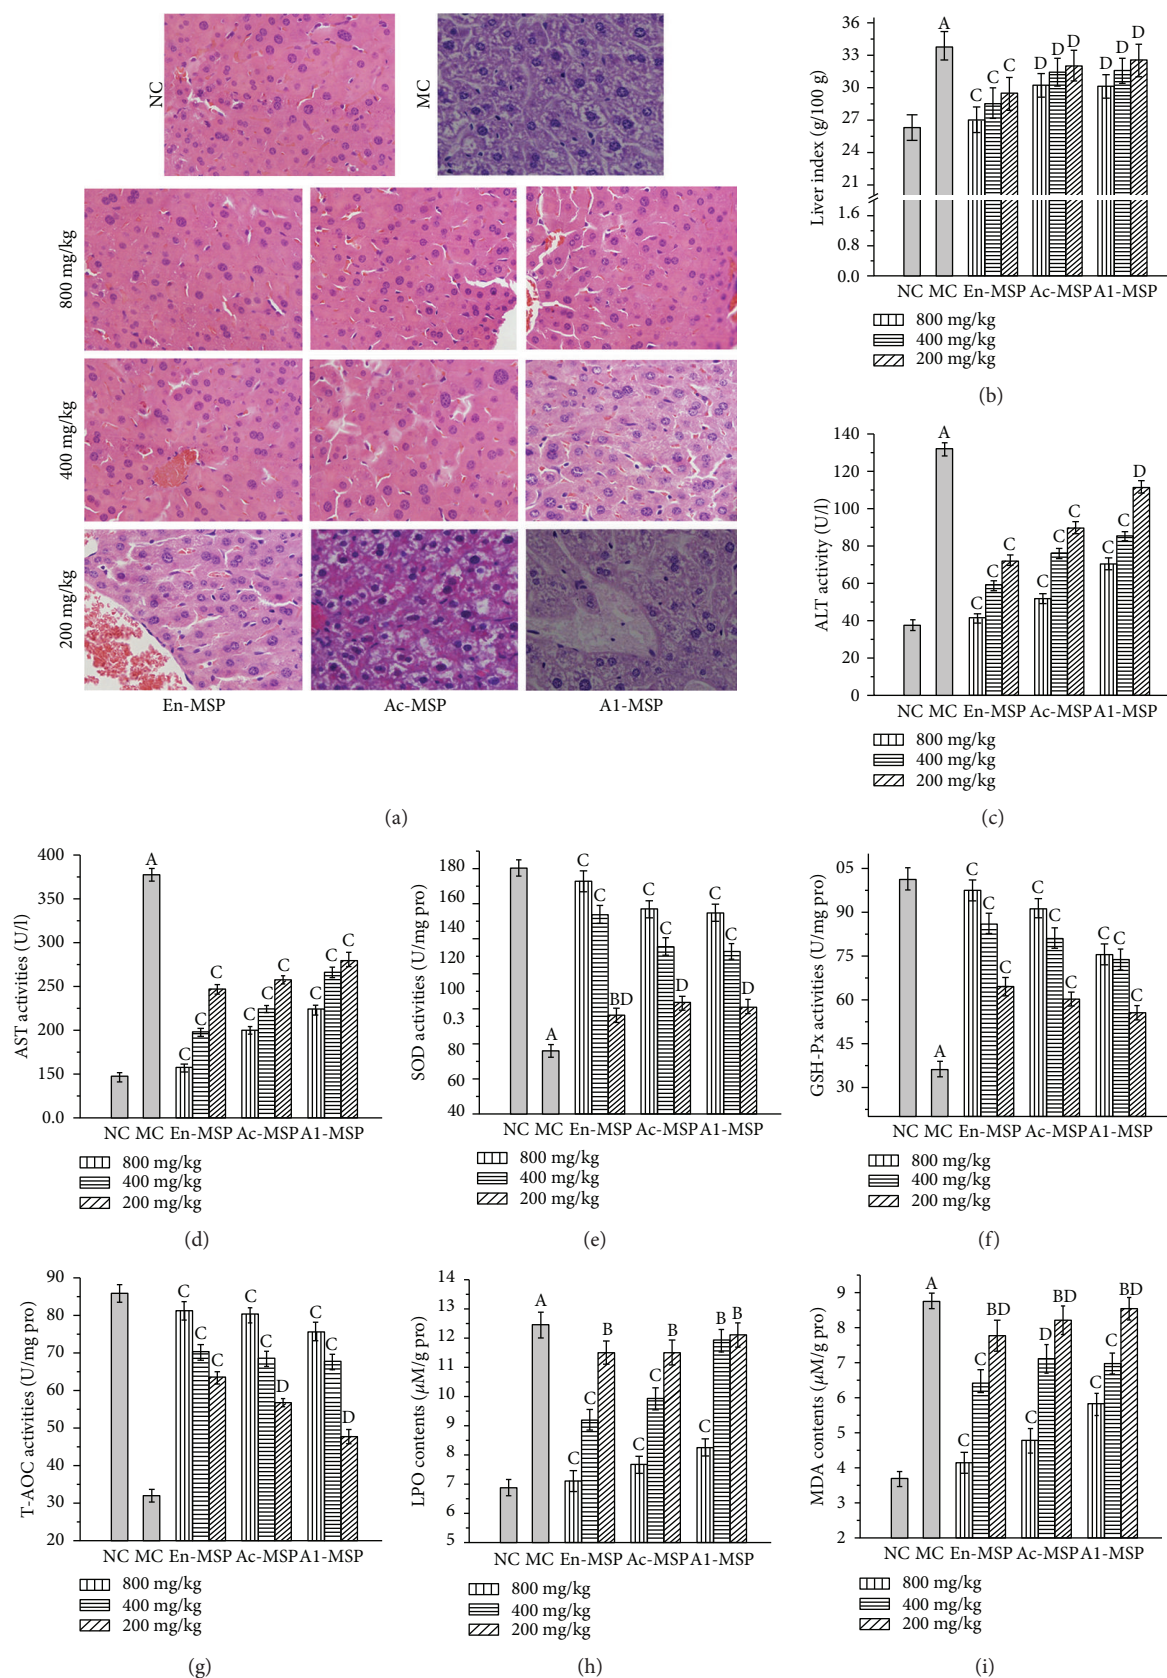 NC
MC
800 mg/kg
400 mg/kg
200 mg/kg
En-MSP
Ac-MSP
A1-MSP
(a)
Liver index (g/100 g)
36
33
30
27
24
21
1.6
0.8
0.0
A
C
C
C
D
D
D
D
D
D
NC MC En-MSP Ac-MSP A1-MSP
800 mg/kg
400 mg/kg
200 mg/kg
(b)
ALT activity (U/l)
140
120
100
80
60
40
20
0
A
C
C
C
C
C
C
C
C
D
NC MC En-MSP Ac-MSP A1-MSP
800 mg/kg
400 mg/kg
200 mg/kg
(c)
AST activities (U/l)
400
350
300
250
200
150
0.0
A
C
C
C
C
C
C
C
C
C
NC MC En-MSP Ac-MSP A1-MSP
800 mg/kg
400 mg/kg
200 mg/kg
(d)
SOD activities (U/mg pro)
180
160
140
120
100
0.3
80
60
40
A
C
C
BD
C
C
D
C
C
D
NC MC En-MSP Ac-MSP A1-MSP
800 mg/kg
400 mg/kg
200 mg/kg
(e)
GSH-Px activities (U/mg pro)
05
90
75
60
45
30
A
C
C
C
C
C
C
C
C
C
NC MC En-MSP Ac-MSP A1-MSP
800 mg/kg
400 mg/kg
200 mg/kg
(f)
T-AOC activities (U/mg pro)
90
80
70
60
50
40
30
20
C
C
C
C
C
D
C
C
D
NC MC En-MSP Ac-MSP A1-MSP
800 mg/kg
400 mg/kg
200 mg/kg
(g)
LPO contents (μM/g pro)
14
13
12
11
10
9
8
7
6
5
A
C
C
B
C
C
B
C
B
B
NC MC En-MSP Ac-MSP A1-MSP
800 mg/kg
400 mg/kg
200 mg/kg
(h)
MDA contents (μM/g pro)
9
8
7
6
5
4
3
2
A
C
C
BD
C
D
BD
C
C
BD
NC MC En-MSP Ac-MSP A1-MSP
800 mg/kg
400 mg/kg
200 mg/kg
(i)